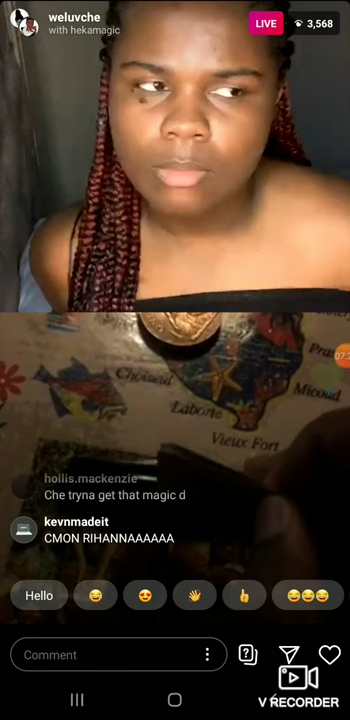 weluvche
LIVE
3,568
with hekamagic
Choiseul
Micoud
Laborie
Vieux Fort
hollis.mackenzie
Che tryna get that magic d
kevnmadeit
CMON RIHANNAAAAAA
Hello
Comment
V RECORDER